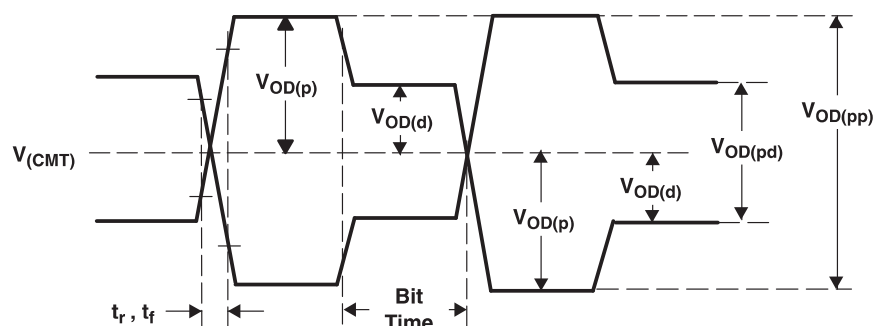 V(CMT)
VOD(p)
VOD(d)
VOD(p)
VOD(d)
VOD(pd)
VOD(pp)
tr , tf
Bit
Time